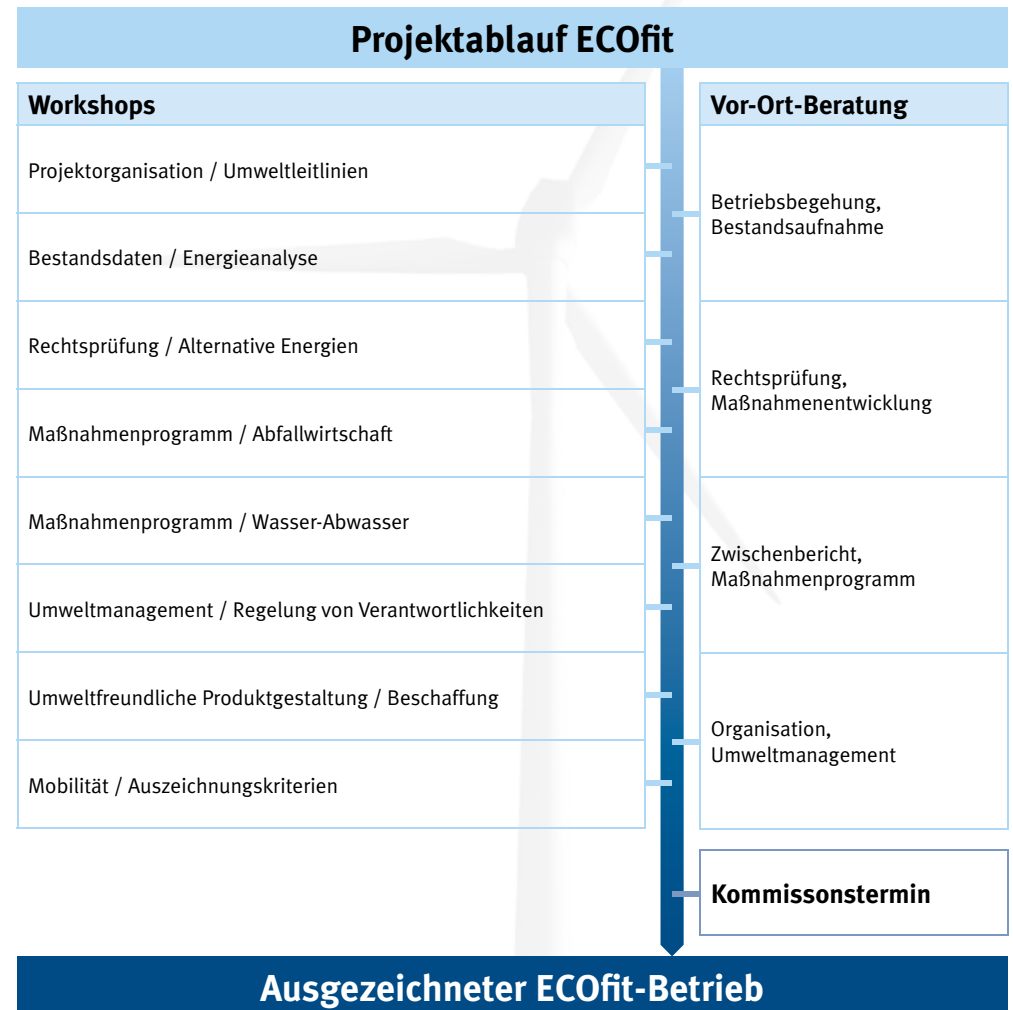 Projektablauf ECOfit
Workshops
Projektorganisation / Umweltleitlinien
Bestandsdaten / Energieanalyse
Rechtsprüfung / Alternative Energien
Maßnahmenprogramm / Abfallwirtschaft
Maßnahmenprogramm / Wasser-Abwasser
Umweltmanagement / Regelung von Verantwortlichkeiten
Umweltfreundliche Produktgestaltung / Beschaffung
Mobilität / Auszeichnungskriterien
Vor-Ort-Beratung
Betriebsbegehung,
Bestandsaufnahme
Rechtsprüfung,
Maßnahmenentwicklung
Zwischenbericht,
Maßnahmenprogramm
Organisation,
Umweltmanagement
Kommissonstermin
Ausgezeichneter ECOfit-Betrieb